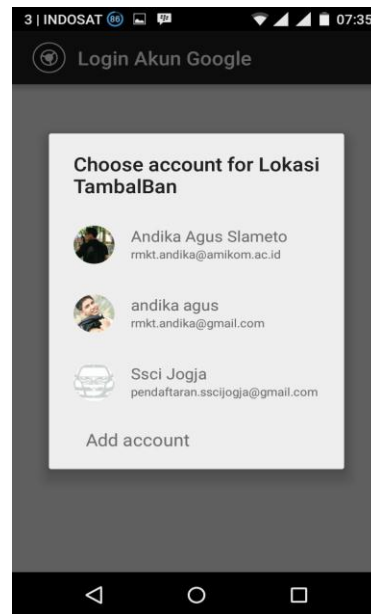 3 | INDOSAT 86 07:35
Login Akun Google
Choose account for Lokasi
TambalBan
Andika Agus Slameto
rmkt.andika@amikom.ac.id
andika agus
rmkt.andika@gmail.com
Ssci Jogja
pendaftaran.sscijogja@gmail.com
Add account